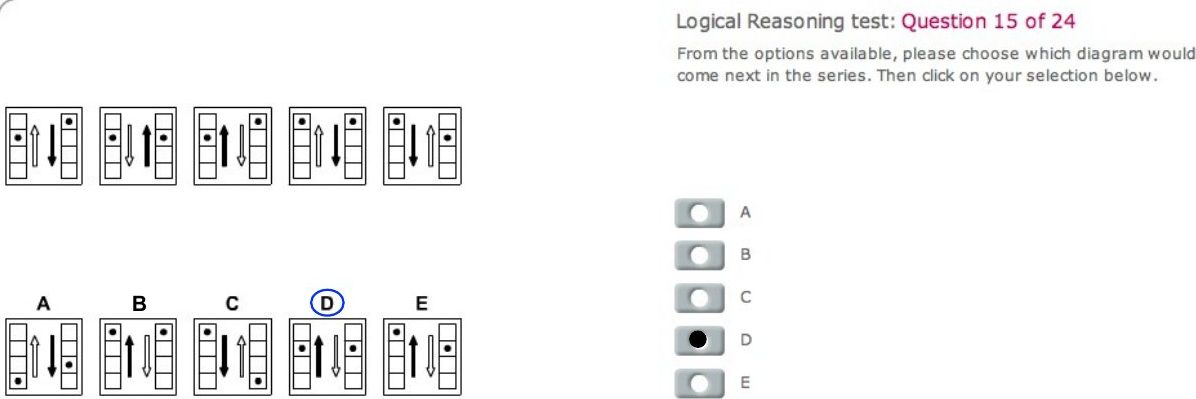 Logical Reasoning test: Question 15 of 24
From the options available, please choose which diagram would
come next in the series. Then click on your selection below.
A
B
C
D
E
A B C D E